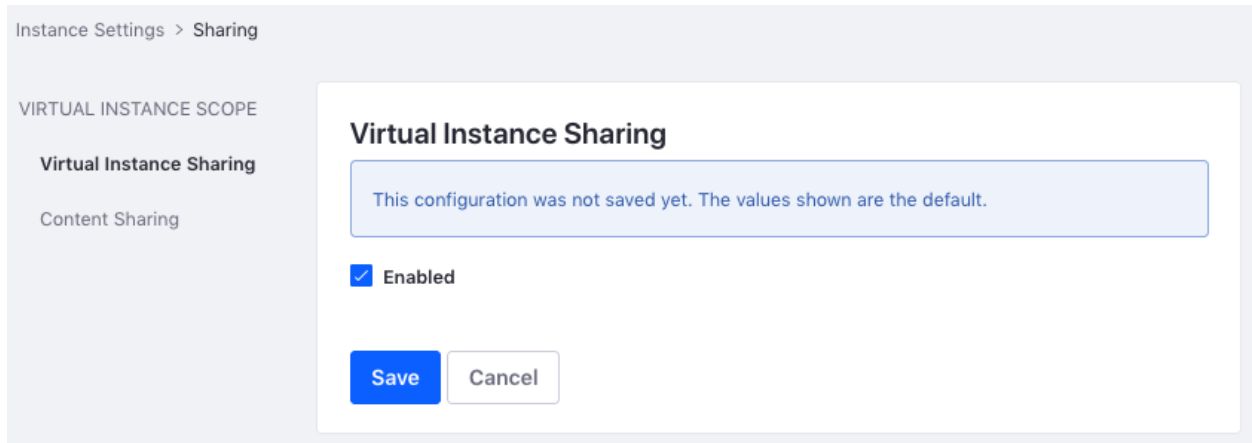 Instance Settings > Sharing
VIRTUAL INSTANCE SCOPE
Virtual Instance Sharing
Content Sharing
Virtual Instance Sharing
This configuration was not saved yet. The values shown are the default.
Enabled
Save
Cancel